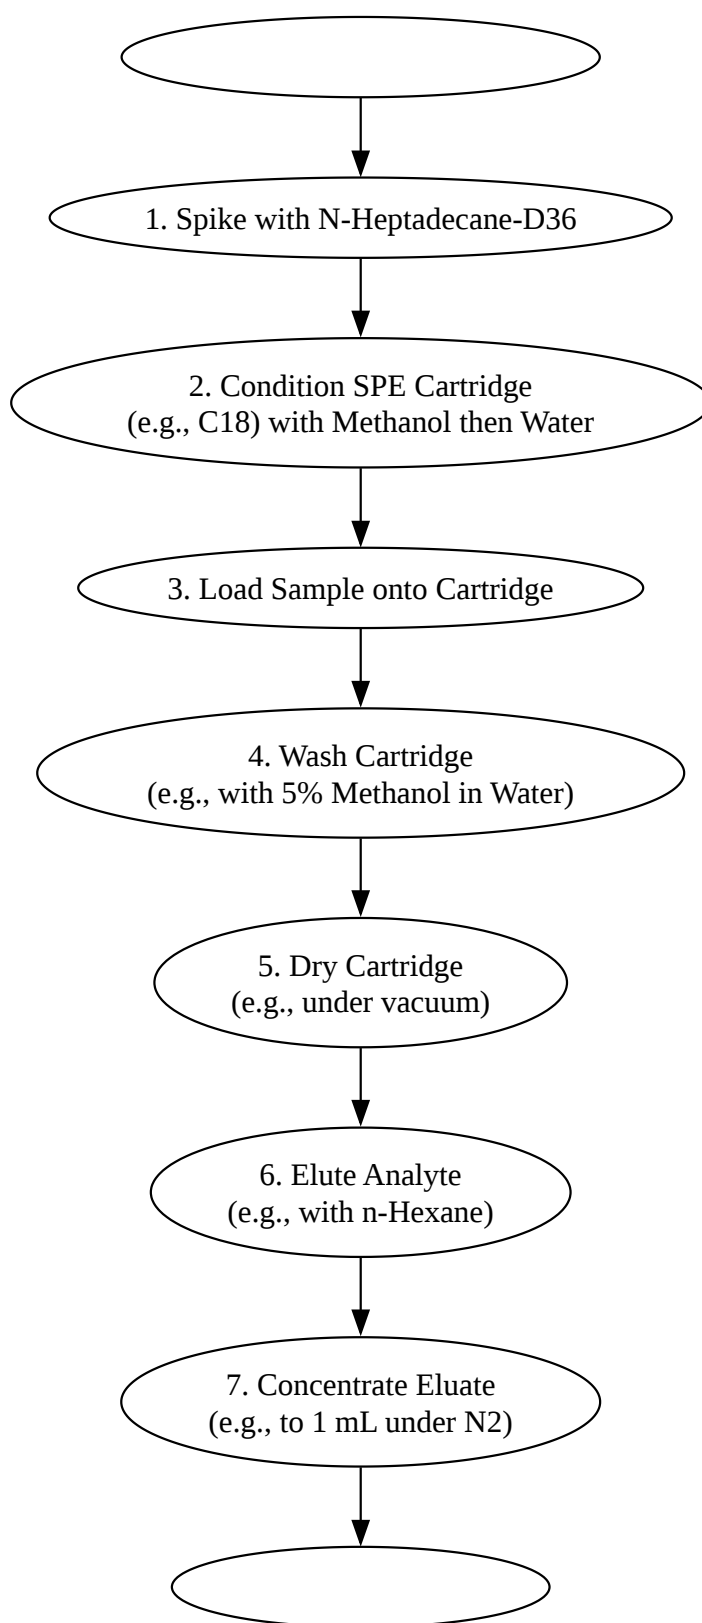 1. Spike with N-Heptadecane-D36
2. Condition SPE Cartridge
(e.g., C18) with Methanol then Water
3. Load Sample onto Cartridge
4. Wash Cartridge
(e.g., with 5% Methanol in Water)
5. Dry Cartridge
(e.g., under vacuum)
6. Elute Analyte
(e.g., with n-Hexane)
7. Concentrate Eluate
(e.g., to 1 mL under N2)